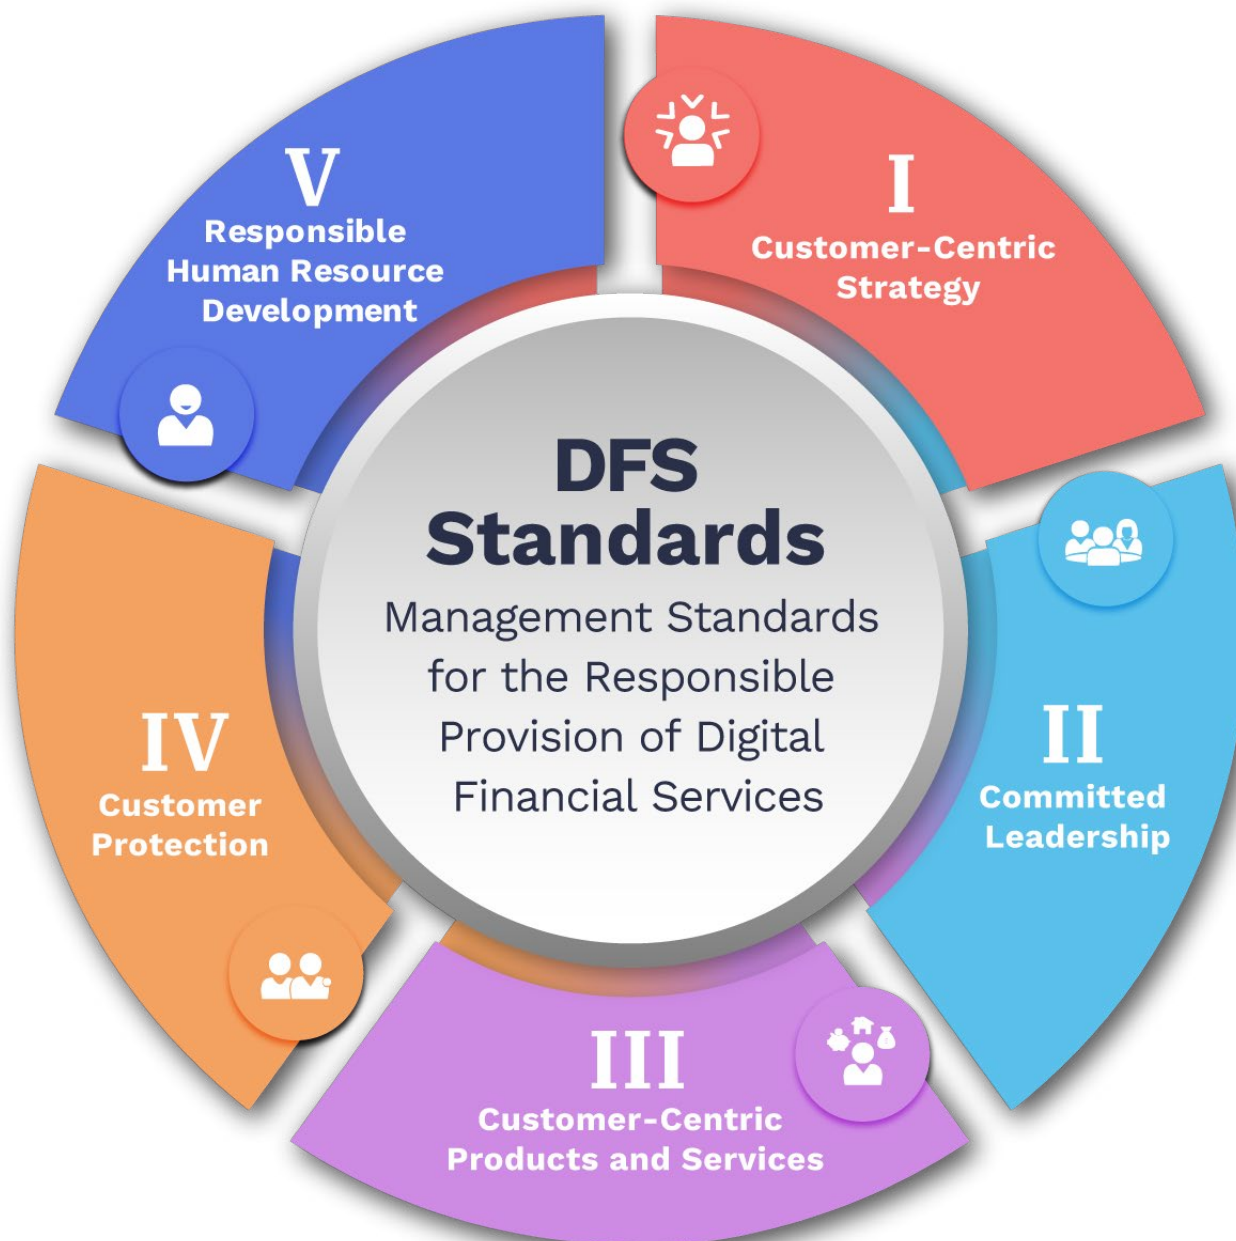 DFS
Standards
Management Standards
for the Responsible
Provision of Digital
Financial Services
I
Customer-Centric
Strategy
II
Committed
Leadership
III
Customer-Centric
Products and Services
IV
Customer
Protection
V
Responsible
Human Resource
Development